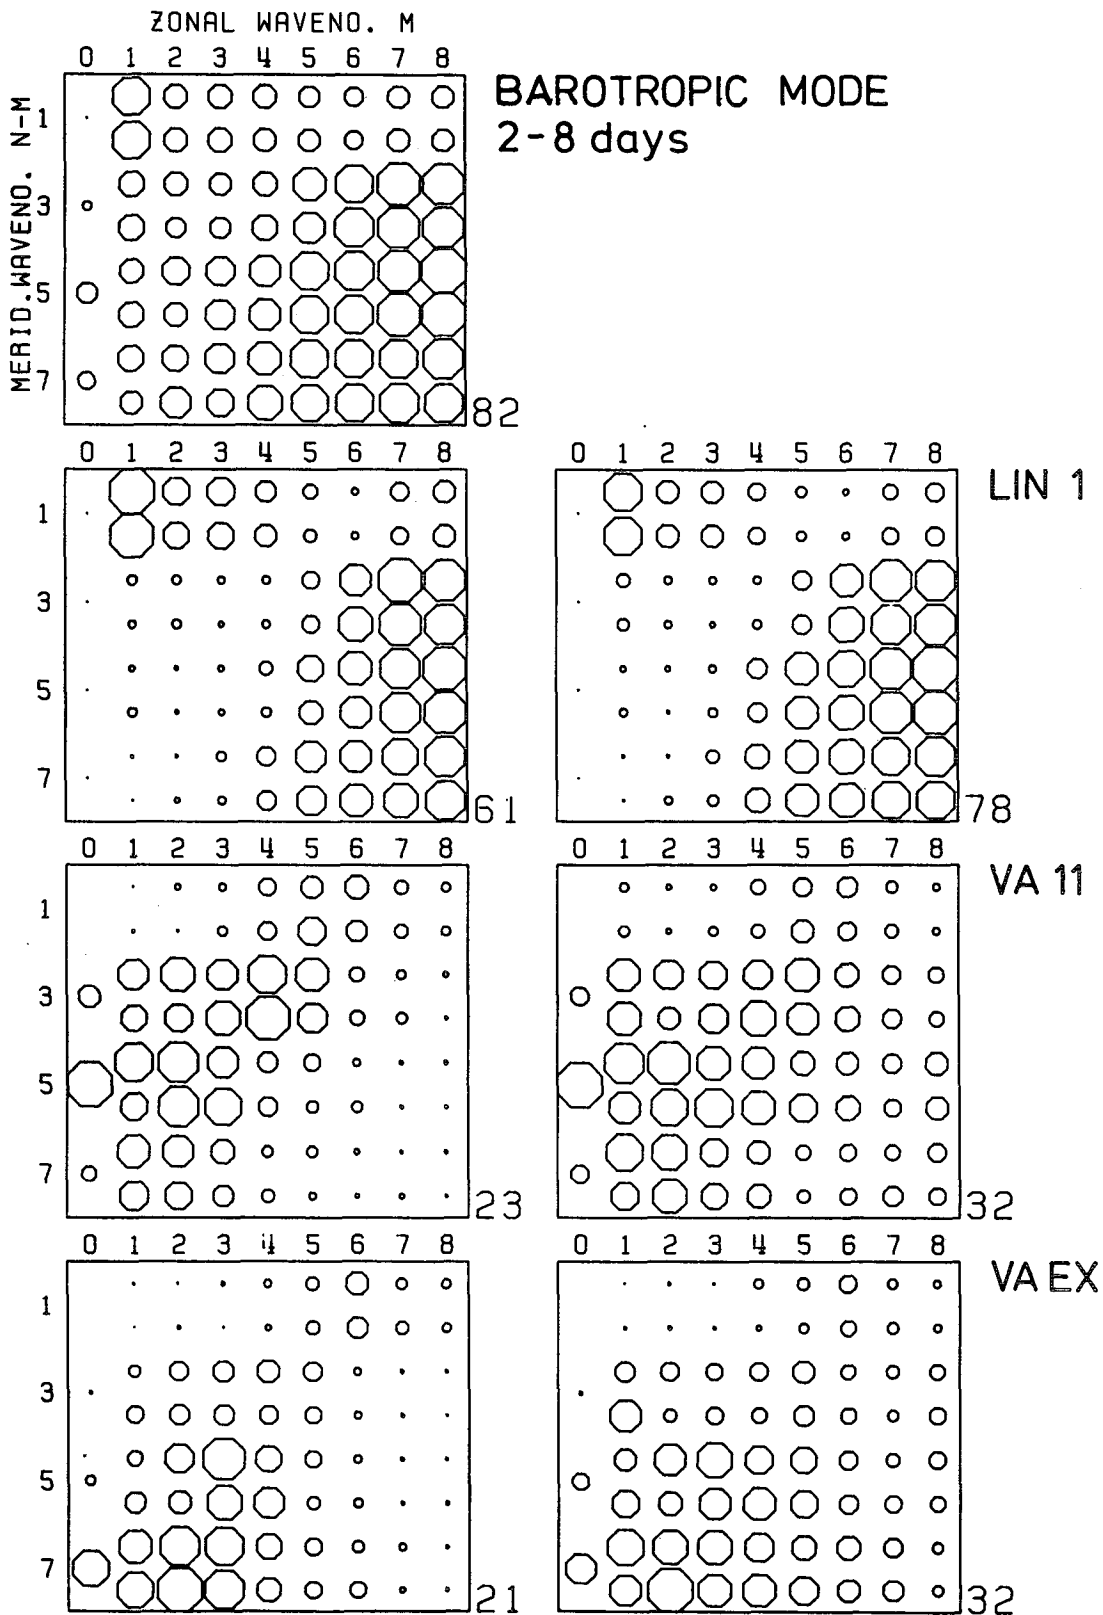 ZONAL WAVENO. M
0 1 2 3 4 5 6 7 8
BAROTROPIC MODE
2-8 days
MERID.WAVENO. N-M
1
3
5
7
82
0 1 2 3 4 5 6 7 8
1
3
5
7
61
0 1 2 3 4 5 6 7 8
LIN 1
78
0 1 2 3 4 5 6 7 8
1
3
5
7
23
0 1 2 3 4 5 6 7 8
VA 11
32
0 1 2 3 4 5 6 7 8
1
3
5
7
21
0 1 2 3 4 5 6 7 8
VA EX
32